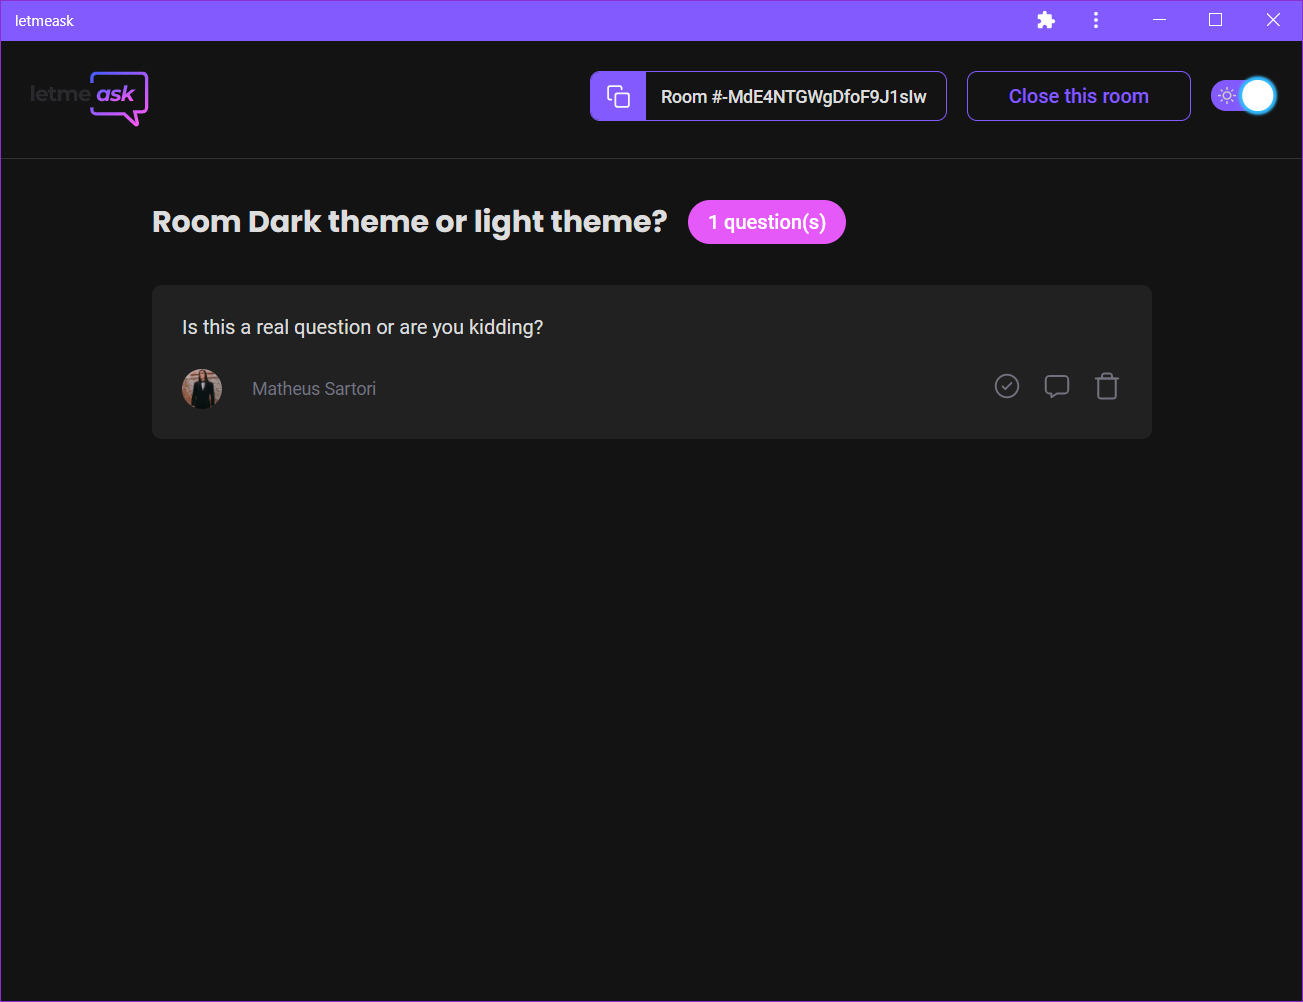 letmeask
letmeask
Room #-MdE4NTGWgDfoF9J1slw
Close this room
Room Dark theme or light theme?
1 question(s)
Is this a real question or are you kidding?
Matheus Sartori